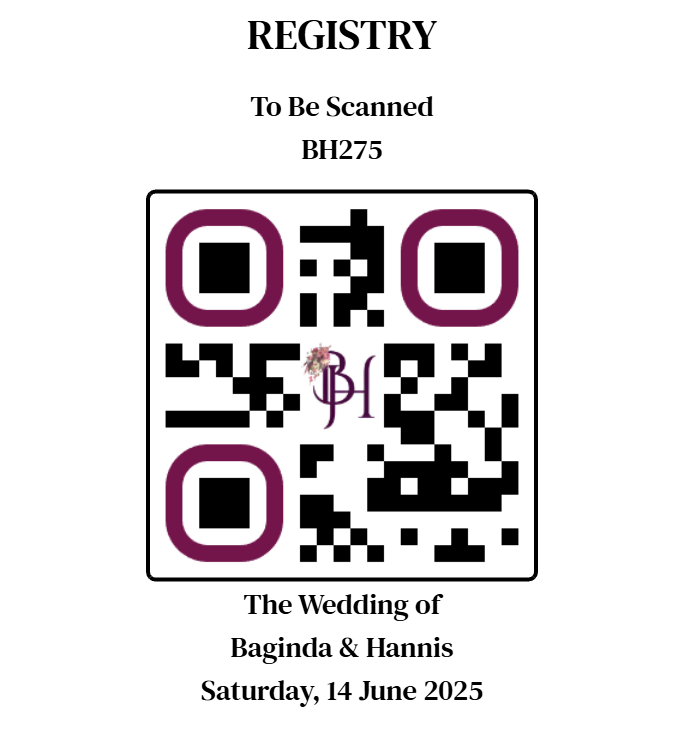 REGISTRY
To Be Scanned
BH275
BH
The Wedding of
Baginda & Hannis
Saturday, 14 June 2025